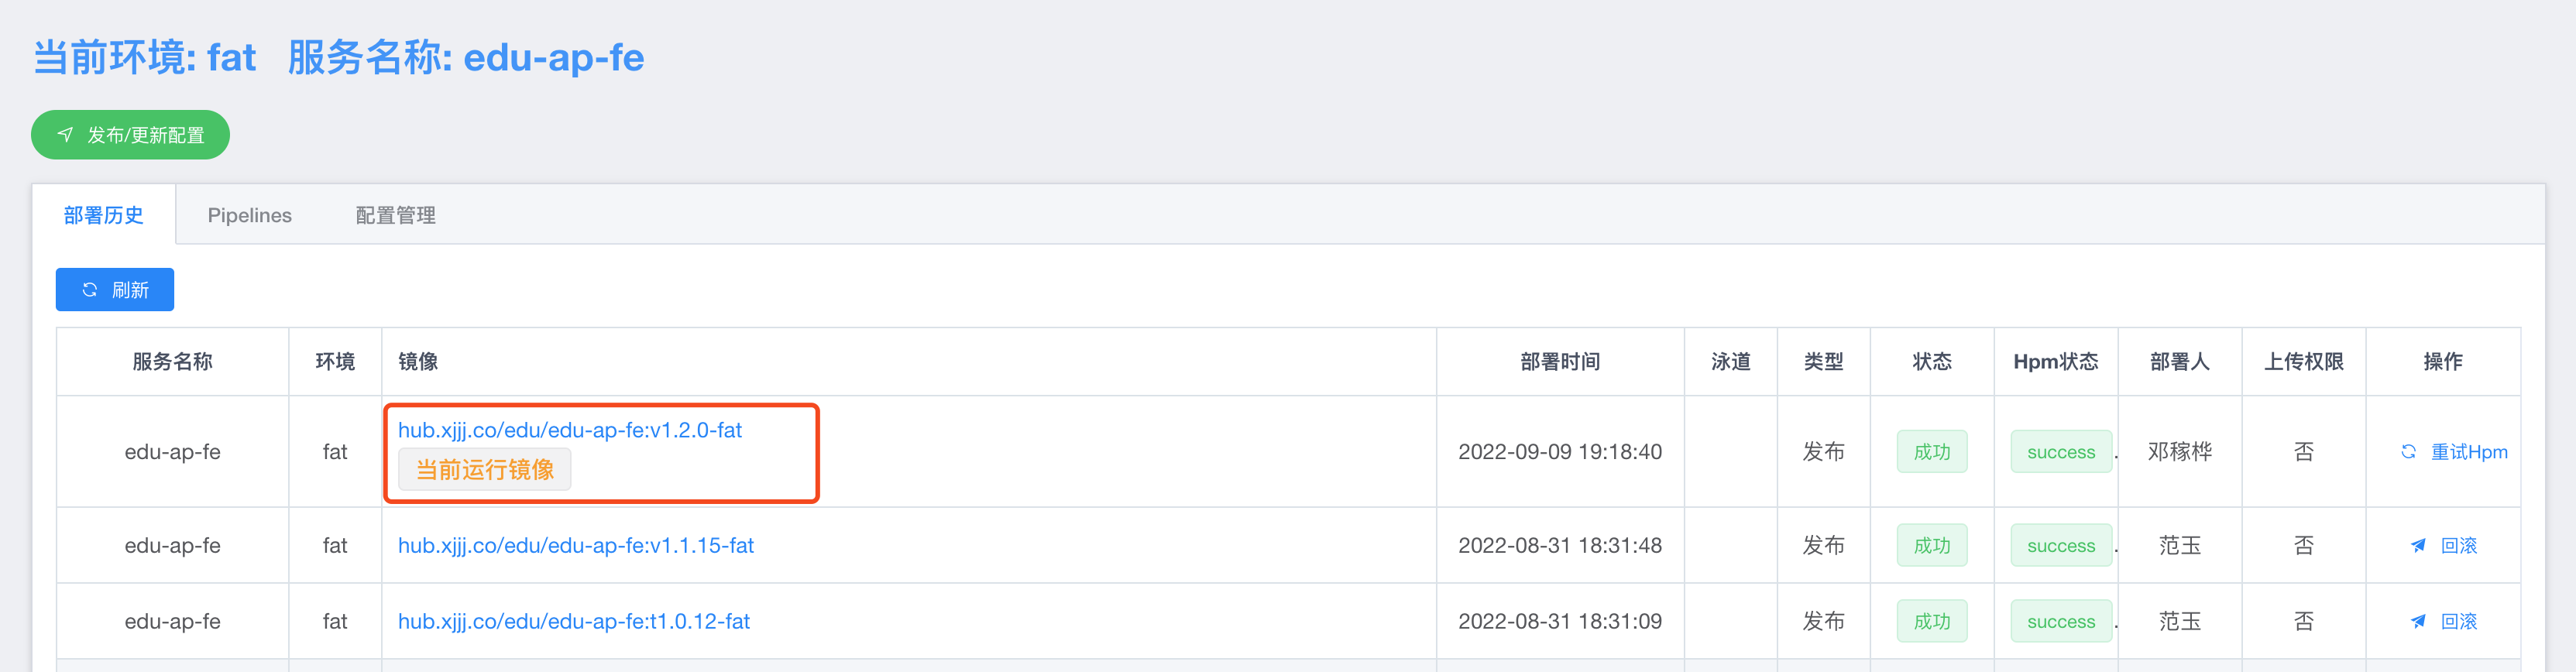 当前环境: fat 服务名称: edu-ap-fe
发布/更新配置
部署历史 Pipelines 配置管理
刷新
服务名称 环境 镜像 部署时间 泳道 类型 状态 Hpm状态 部署人 上传权限 操作
edu-ap-fe fat hub.xjjj.co/edu/edu-ap-fe:v1.2.0-fat 2022-09-09 19:18:40 发布 成功 success 邓稼桦 否 重试Hpm
当前运行镜像
edu-ap-fe fat hub.xjjj.co/edu/edu-ap-fe:v1.1.15-fat 2022-08-31 18:31:48 发布 成功 success 范玉 否 回滚
edu-ap-fe fat hub.xjjj.co/edu/edu-ap-fe:t1.0.12-fat 2022-08-31 18:31:09 发布 成功 success 范玉 否 回滚